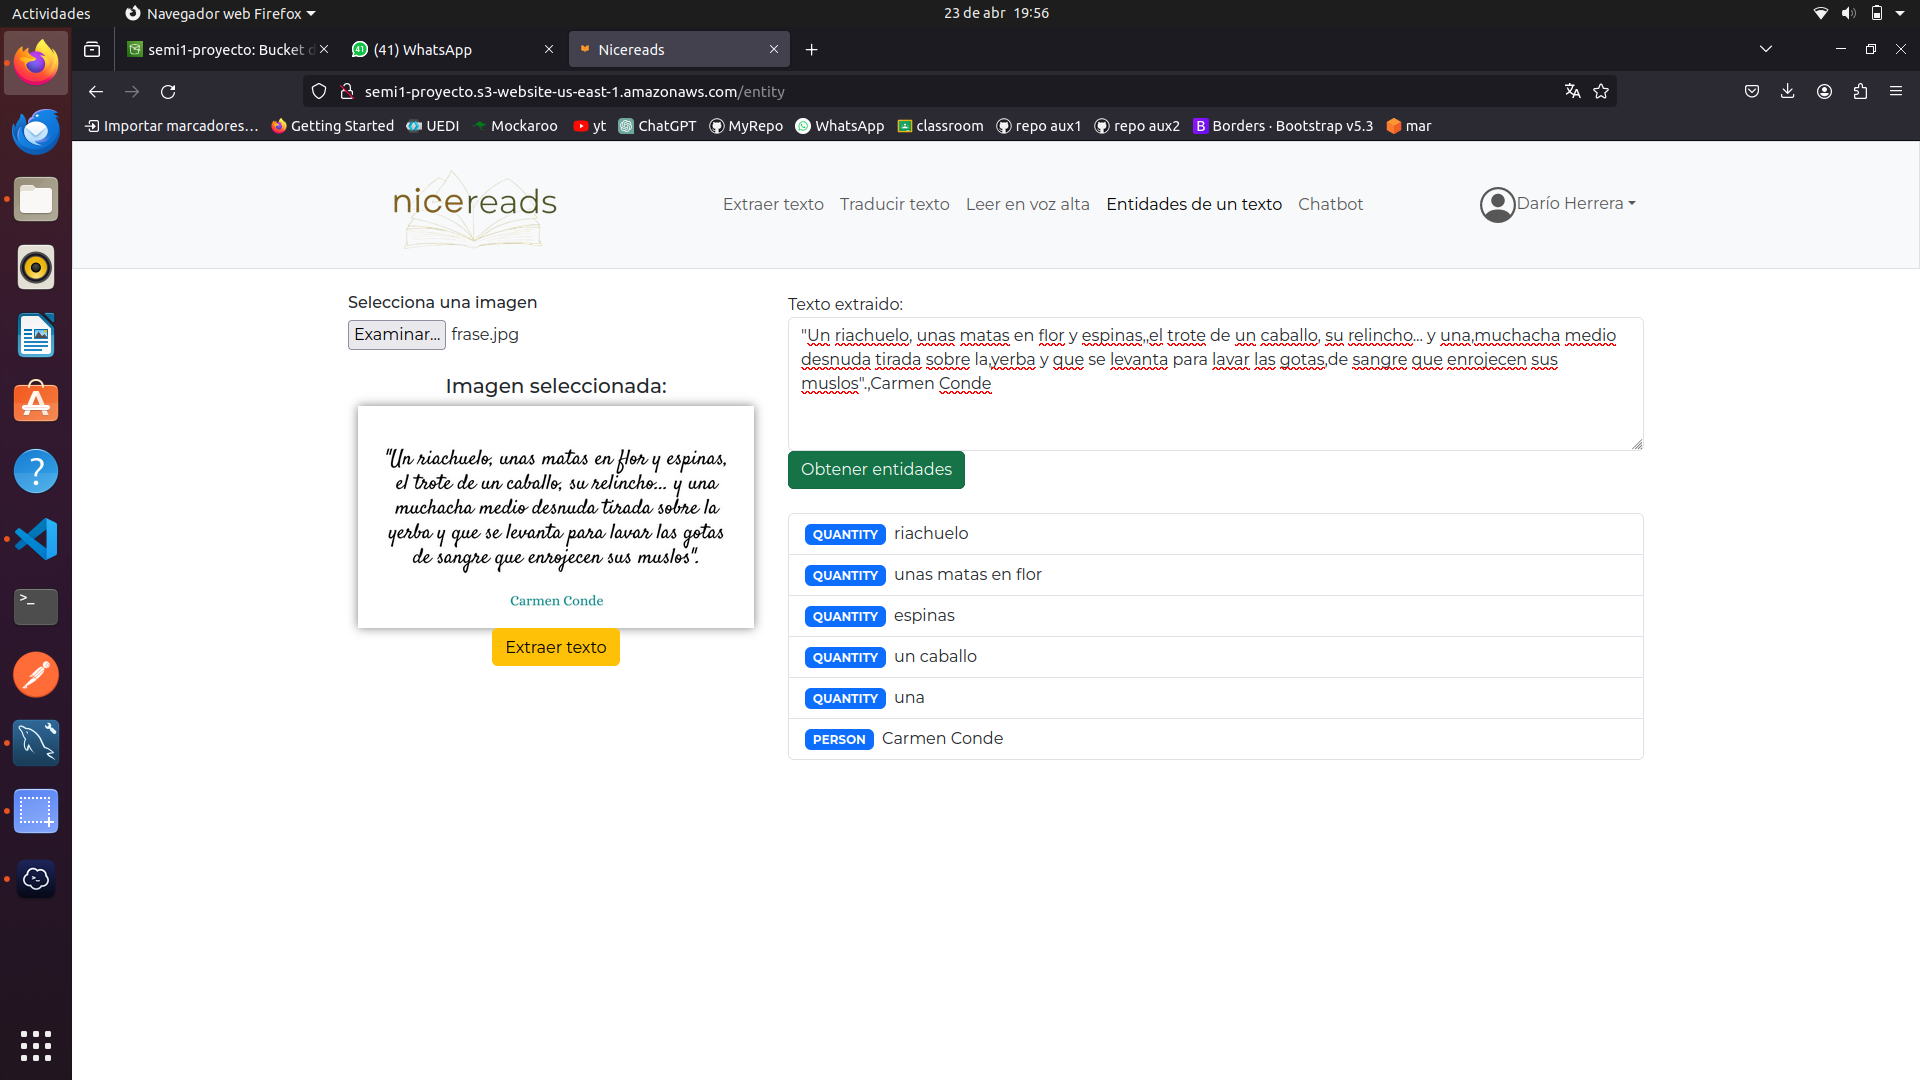 Actividades
Navegador web Firefox
23 de abr 19:56
semi1-proyecto: Bucket d
(41) WhatsApp
Nicereads
semi1-proyecto.s3-website-us-east-1.amazonaws.com/entity
Importar marcadores...
Getting Started
UEDI
Mockaroo
yt
ChatGPT
MyRepo
WhatsApp
classroom
repo aux1
repo aux2
Borders · Bootstrap v5.3
mar
nicereads
Extraer texto
Traducir texto
Leer en voz alta
Entidades de un texto
Chatbot
Darío Herrera
Selecciona una imagen
Examinar... frase.jpg
Imagen seleccionada:
"Un riachuelo, unas matas en flor y espinas,
el trote de un caballo, su relincho... y una
muchacha medio desnuda tirada sobre la
yerba y que se levanta para lavar las gotas
de sangre que enrojecen sus muslos".
Carmen Conde
Extraer texto
Texto extraido:
"Un riachuelo, unas matas en flor y espinas,,el trote de un caballo, su relincho... y una,muchacha medio
desnuda tirada sobre la,yerba y que se levanta para lavar las gotas,de sangre que enrojecen sus
muslos".,Carmen Conde
Obtener entidades
QUANTITY riachuelo
QUANTITY unas matas en flor
QUANTITY espinas
QUANTITY un caballo
QUANTITY una
PERSON Carmen Conde